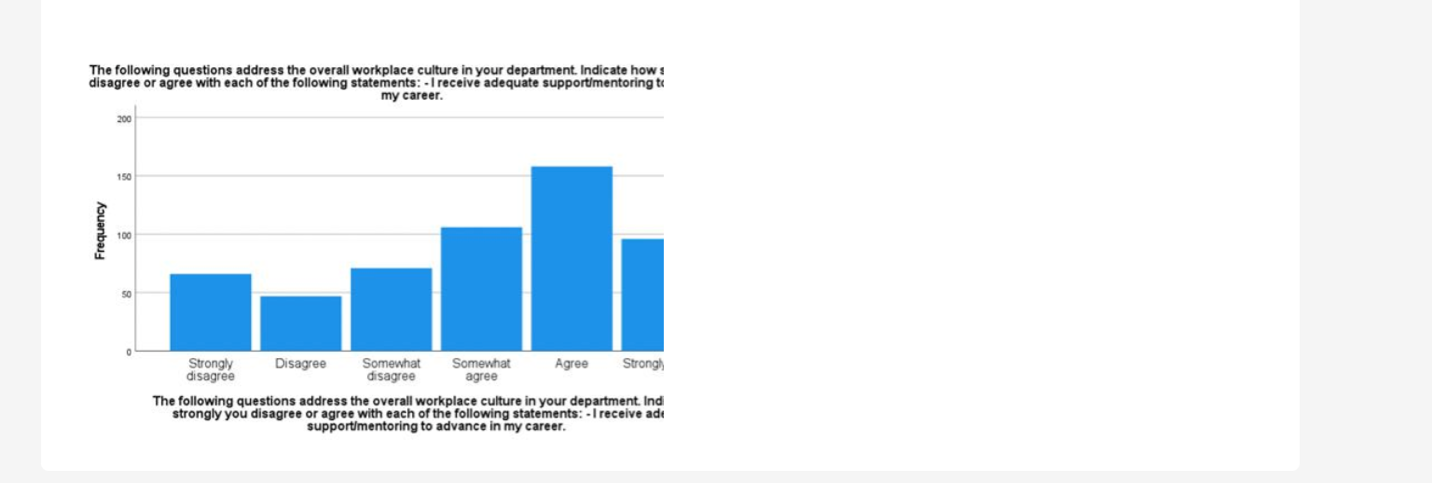 The following questions address the overall workplace culture in your department. Indicate how s
disagree or agree with each of the following statements: - I receive adequate support/mentoring to
my career.
200
150
100
50
0
Frequency
Strongly disagree
Disagree
Somewhat disagree
Somewhat agree
Agree
Strongly
The following questions address the overall workplace culture in your department. Indi
strongly you disagree or agree with each of the following statements: - I receive ade
support/mentoring to advance in my career.